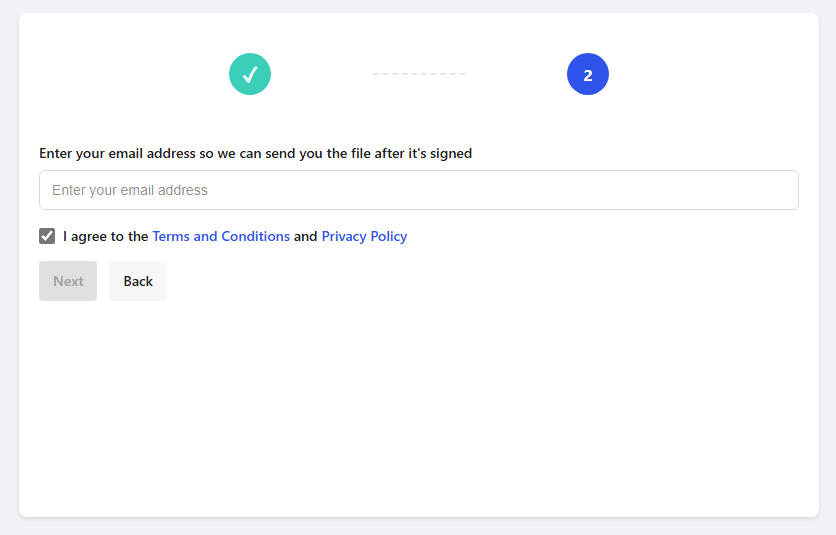 2
Enter your email address so we can send you the file after it's signed
Enter your email address
I agree to the Terms and Conditions and Privacy Policy
Next Back